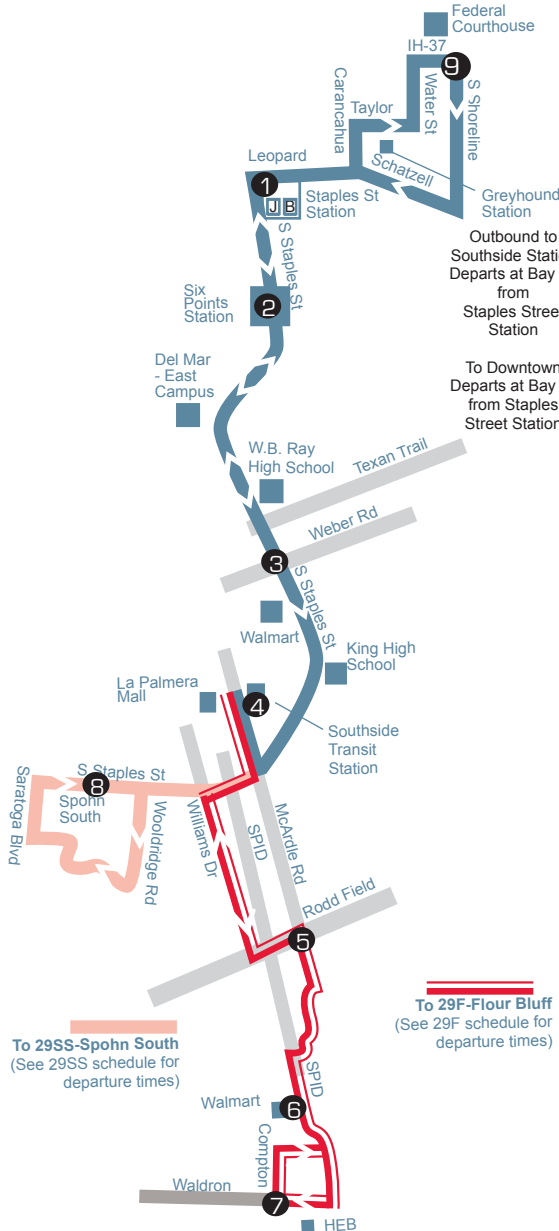 Federal
Courthouse
IH-37
9
Carancahua
Taylor
Water St
S Shoreline
Leopard
Schatzell
1
J B
Staples St
Station
Greyhound
Station
S Staples St
Outbound to
Southside Stati
Departs at Bay
from
Staples Stree
Station
Six
Points
Station
2
To Downtown
Departs at Bay
from Staples
Street Station
Del Mar
- East
Campus
W.B. Ray
High School
Texan Trail
Weber Rd
3
S Staples St
Walmart
King High
School
La Palmera
Mall
4
Southside
Transit
Station
S Staples St
8
Spohn
South
Saratoga Blvd
Wooldridge Rd
Williams Dr
SPID
McArdle Rd
Rodd Field
5
To 29SS-Spohn South
(See 29SS schedule for
departure times)
To 29F-Flour Bluff
(See 29F schedule for
departure times)
SPID
Walmart
6
Compton
Waldron
7
HEB